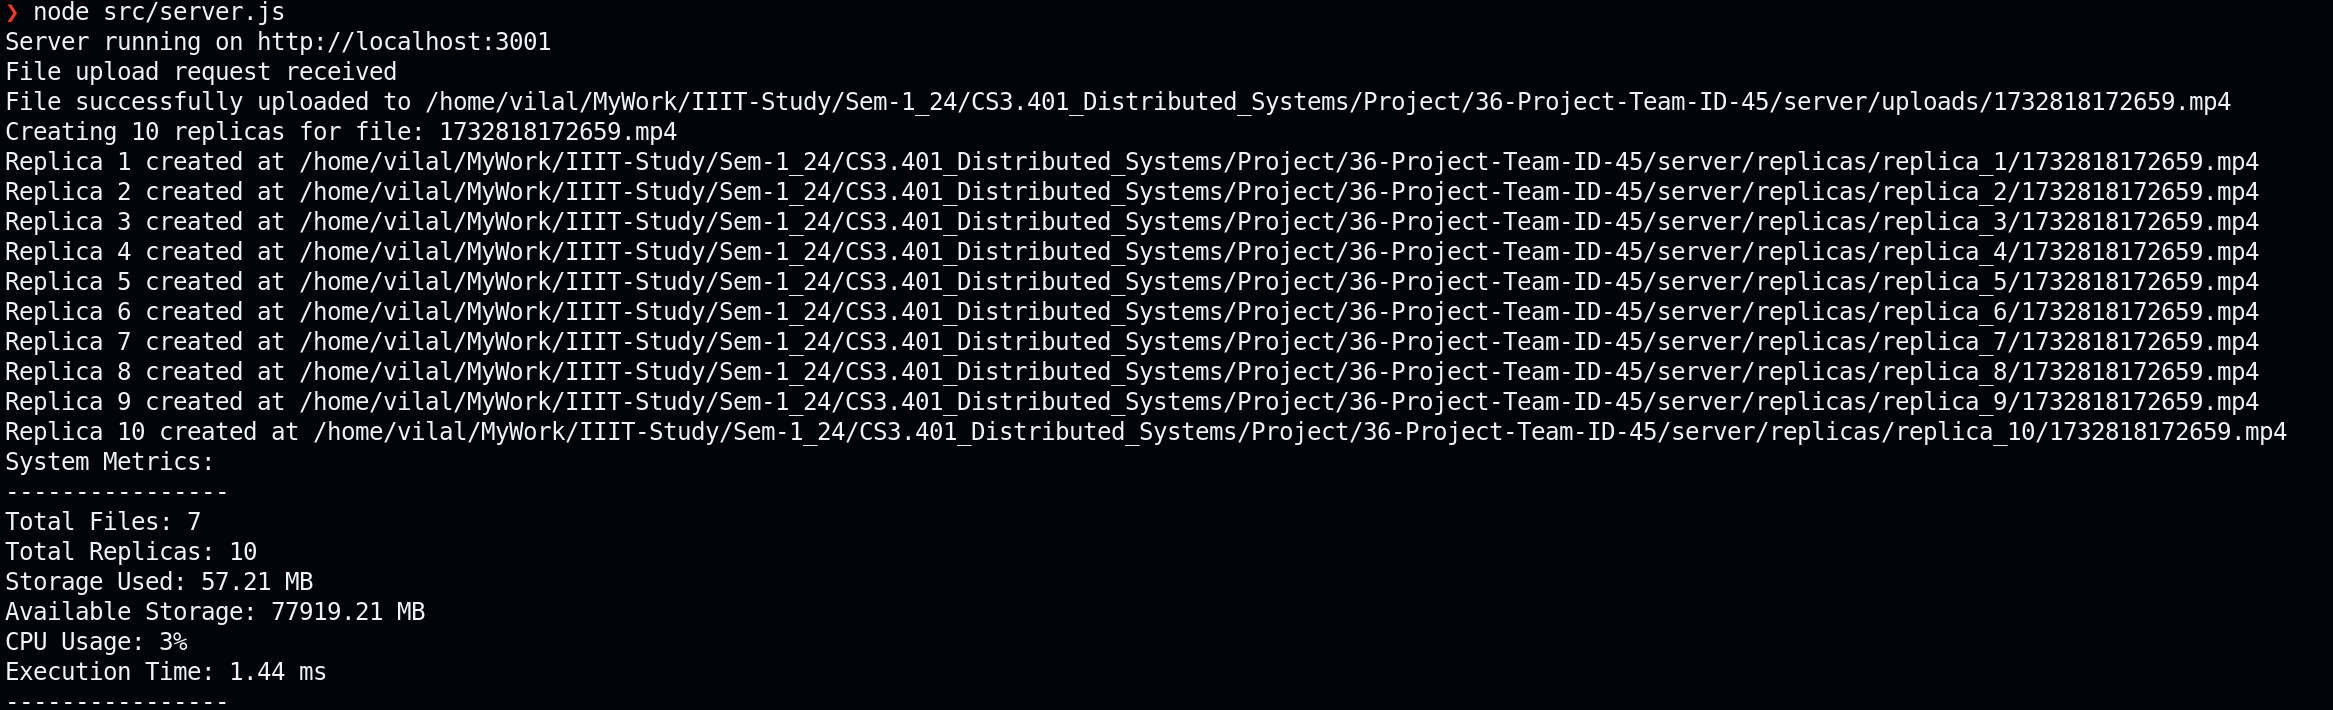 ❯ node src/server.js
Server running on http://localhost:3001
File upload request received
File successfully uploaded to /home/vilal/MyWork/IIIT-Study/Sem-1_24/CS3.401_Distributed_Systems/Project/36-Project-Team-ID-45/server/uploads/1732818172659.mp4
Creating 10 replicas for file: 1732818172659.mp4
Replica 1 created at /home/vilal/MyWork/IIIT-Study/Sem-1_24/CS3.401_Distributed_Systems/Project/36-Project-Team-ID-45/server/replicas/replica_1/1732818172659.mp4
Replica 2 created at /home/vilal/MyWork/IIIT-Study/Sem-1_24/CS3.401_Distributed_Systems/Project/36-Project-Team-ID-45/server/replicas/replica_2/1732818172659.mp4
Replica 3 created at /home/vilal/MyWork/IIIT-Study/Sem-1_24/CS3.401_Distributed_Systems/Project/36-Project-Team-ID-45/server/replicas/replica_3/1732818172659.mp4
Replica 4 created at /home/vilal/MyWork/IIIT-Study/Sem-1_24/CS3.401_Distributed_Systems/Project/36-Project-Team-ID-45/server/replicas/replica_4/1732818172659.mp4
Replica 5 created at /home/vilal/MyWork/IIIT-Study/Sem-1_24/CS3.401_Distributed_Systems/Project/36-Project-Team-ID-45/server/replicas/replica_5/1732818172659.mp4
Replica 6 created at /home/vilal/MyWork/IIIT-Study/Sem-1_24/CS3.401_Distributed_Systems/Project/36-Project-Team-ID-45/server/replicas/replica_6/1732818172659.mp4
Replica 7 created at /home/vilal/MyWork/IIIT-Study/Sem-1_24/CS3.401_Distributed_Systems/Project/36-Project-Team-ID-45/server/replicas/replica_7/1732818172659.mp4
Replica 8 created at /home/vilal/MyWork/IIIT-Study/Sem-1_24/CS3.401_Distributed_Systems/Project/36-Project-Team-ID-45/server/replicas/replica_8/1732818172659.mp4
Replica 9 created at /home/vilal/MyWork/IIIT-Study/Sem-1_24/CS3.401_Distributed_Systems/Project/36-Project-Team-ID-45/server/replicas/replica_9/1732818172659.mp4
Replica 10 created at /home/vilal/MyWork/IIIT-Study/Sem-1_24/CS3.401_Distributed_Systems/Project/36-Project-Team-ID-45/server/replicas/replica_10/1732818172659.mp4
System Metrics:
----------------
Total Files: 7
Total Replicas: 10
Storage Used: 57.21 MB
Available Storage: 77919.21 MB
CPU Usage: 3%
Execution Time: 1.44 ms
----------------